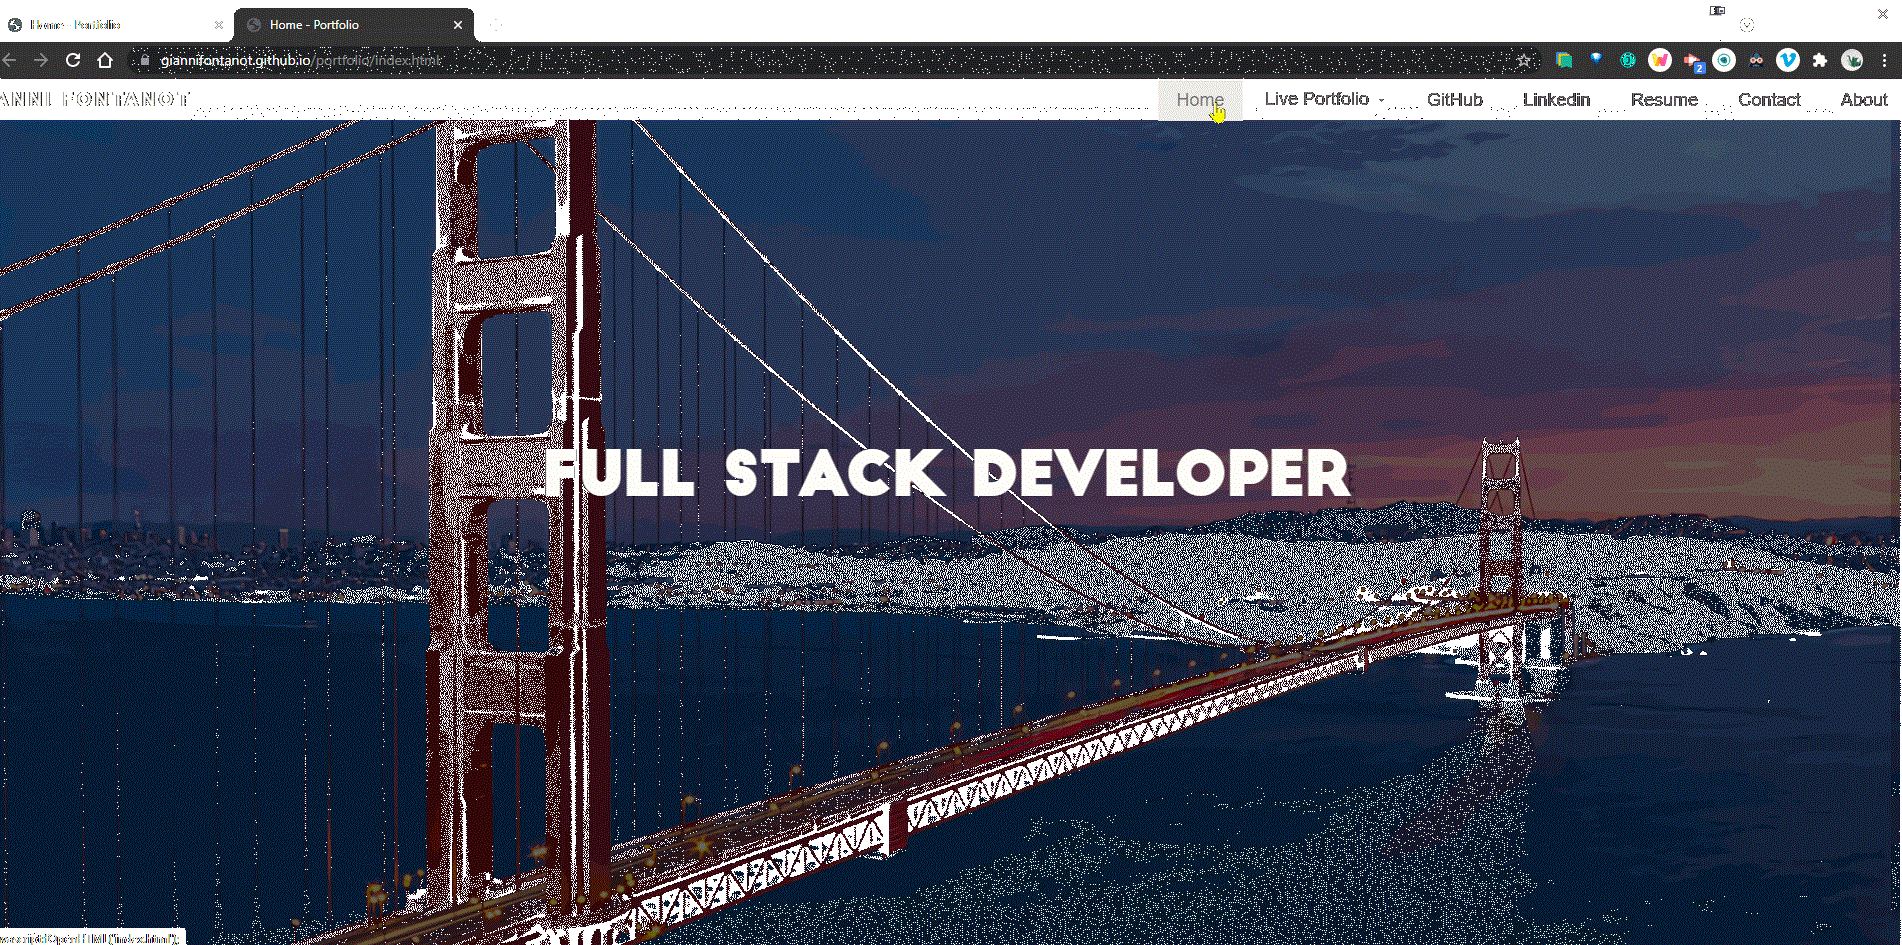 Home - Portfolio
Home - Portfolio
giannifontanot.github.io/portfolio/index.html
2
ANNI FONTANOT
Home
Live Portfolio
GitHub
Linkedin
Resume
Contact
About
FULL STACK DEVELOPER